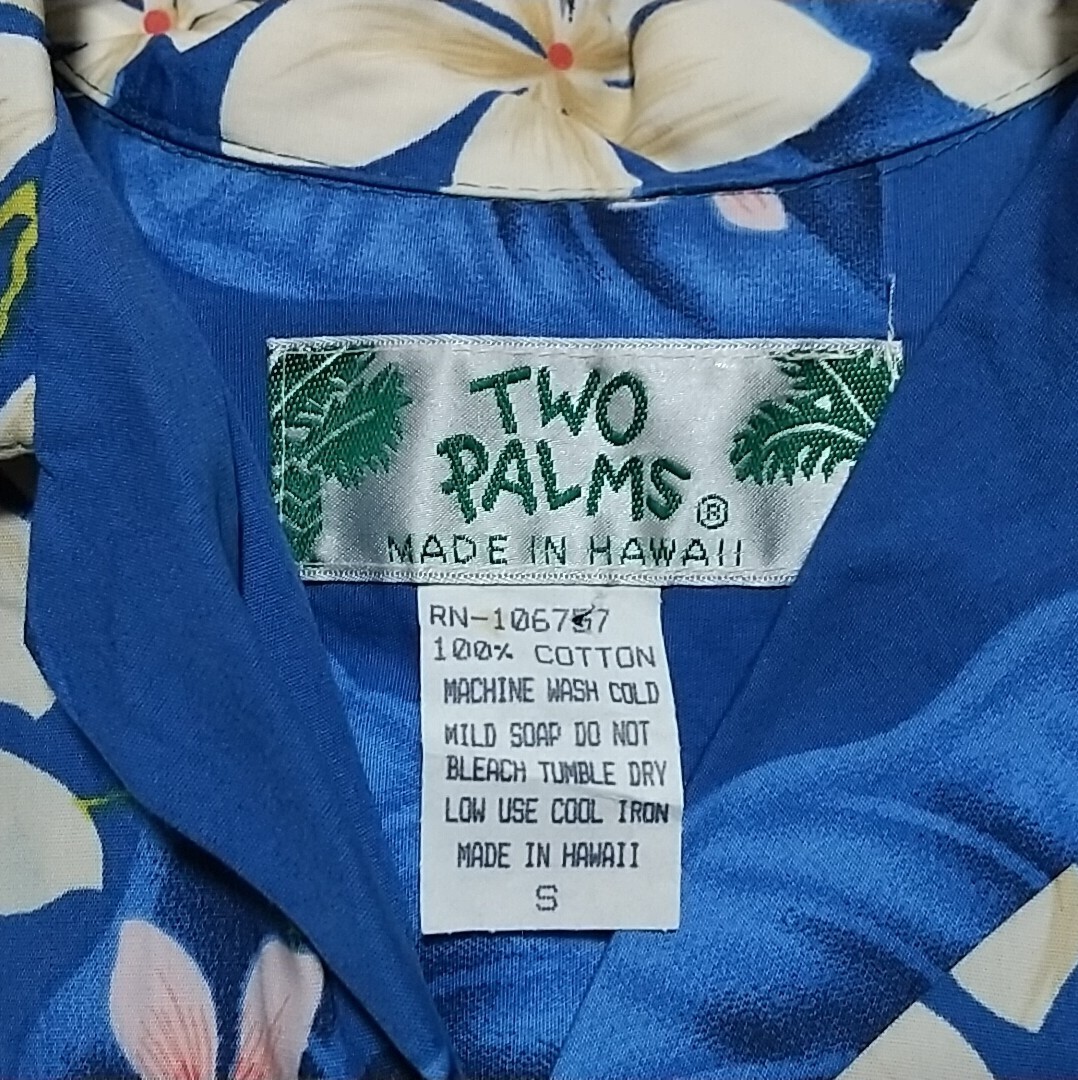 TWO
PALMS®
MADE IN HAWAII
RN-106757
100% COTTON
MACHINE WASH COLD
MILD SOAP DO NOT
BLEACH TUMBLE DRY
LOW USE COOL IRON
MADE IN HAWAII
S